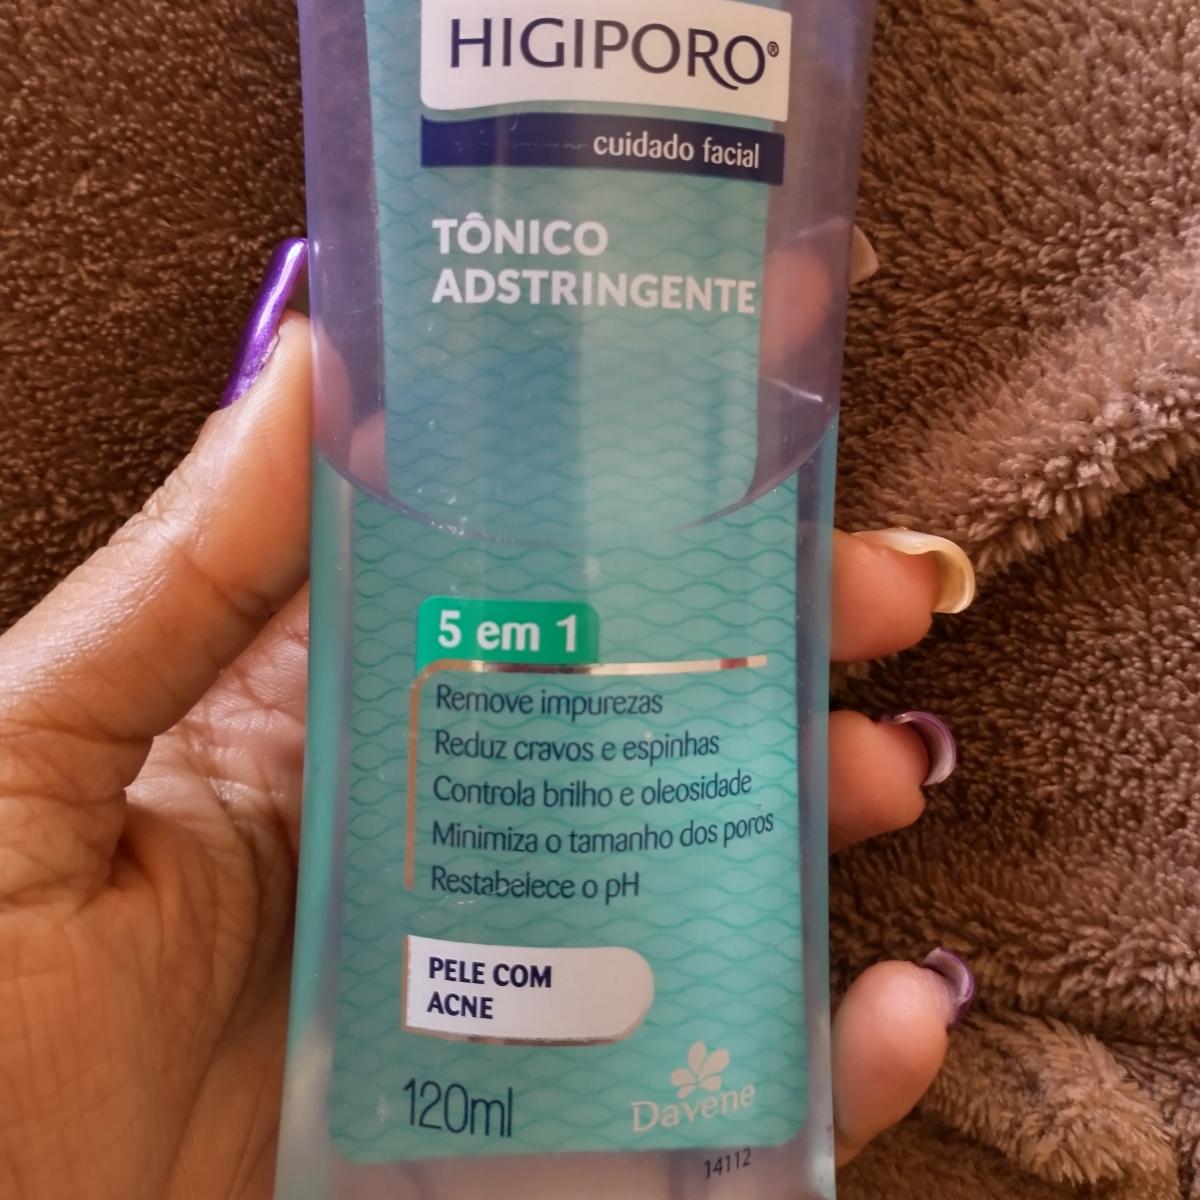 HIGIPORO®
cuidado facial
TÔNICO
ADSTRINGENTE
5 em 1
Remove impurezas
Reduz cravos e espinhas
Controla brilho e oleosidade
Minimiza o tamanho dos poros
Restabelece o pH
PELE COM
ACNE
120ml
Davene
14112